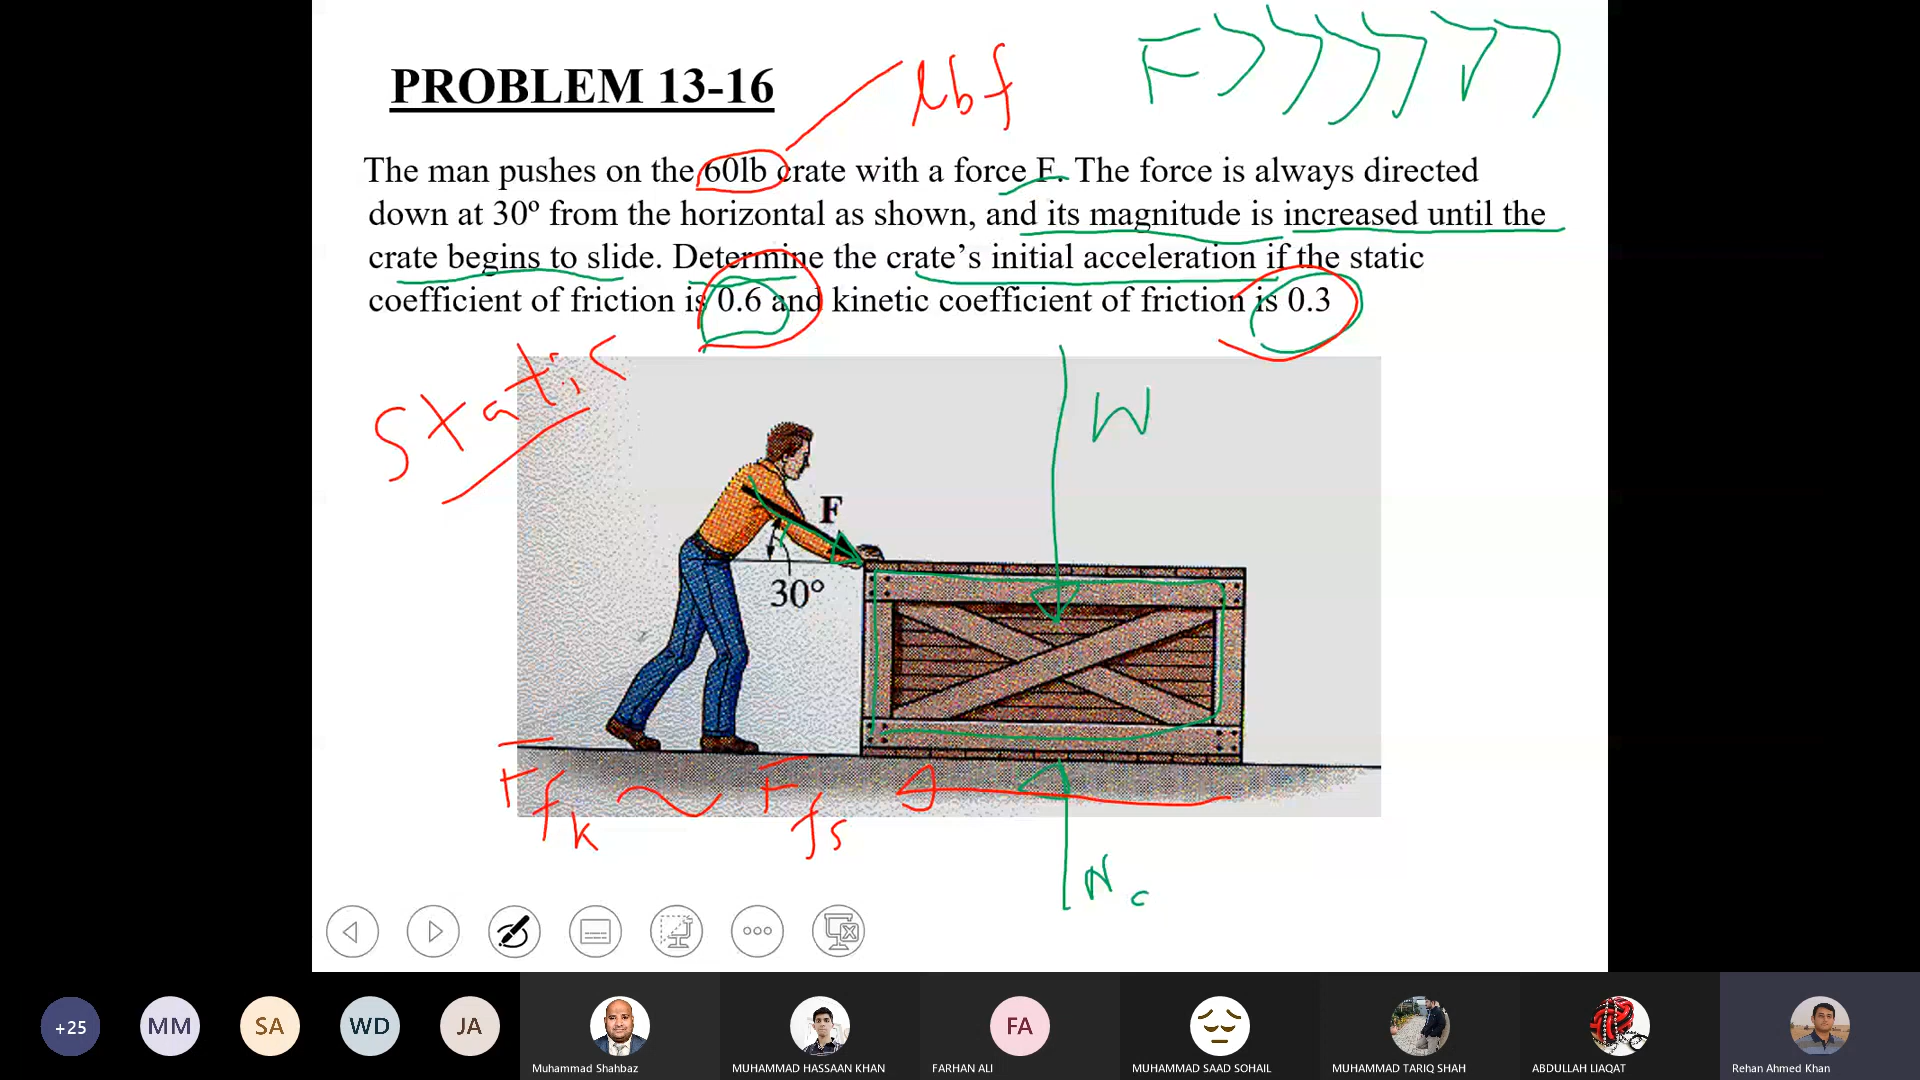 PROBLEM 13-16
lbf
F
The man pushes on the 60lb crate with a force F. The force is always directed
down at 30º from the horizontal as shown, and its magnitude is increased until the
crate begins to slide. Determine the crate’s initial acceleration if the static
coefficient of friction is 0.6 and kinetic coefficient of friction is 0.3
Static
W
F
30°
Ffk
Ffs
Nc
+25
MM
SA
WD
JA
FA
Muhammad Shahbaz
MUHAMMAD HASSAAN KHAN
FARHAN ALI
MUHAMMAD SAAD SOHAIL
MUHAMMAD TARIQ SHAH
ABDULLAH LIAQAT
Rehan Ahmed Khan